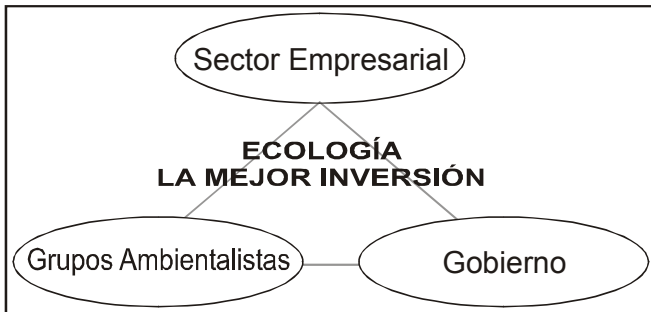 Sector Empresarial
ECOLOGÍA
LA MEJOR INVERSIÓN
Grupos Ambientalistas
Gobierno